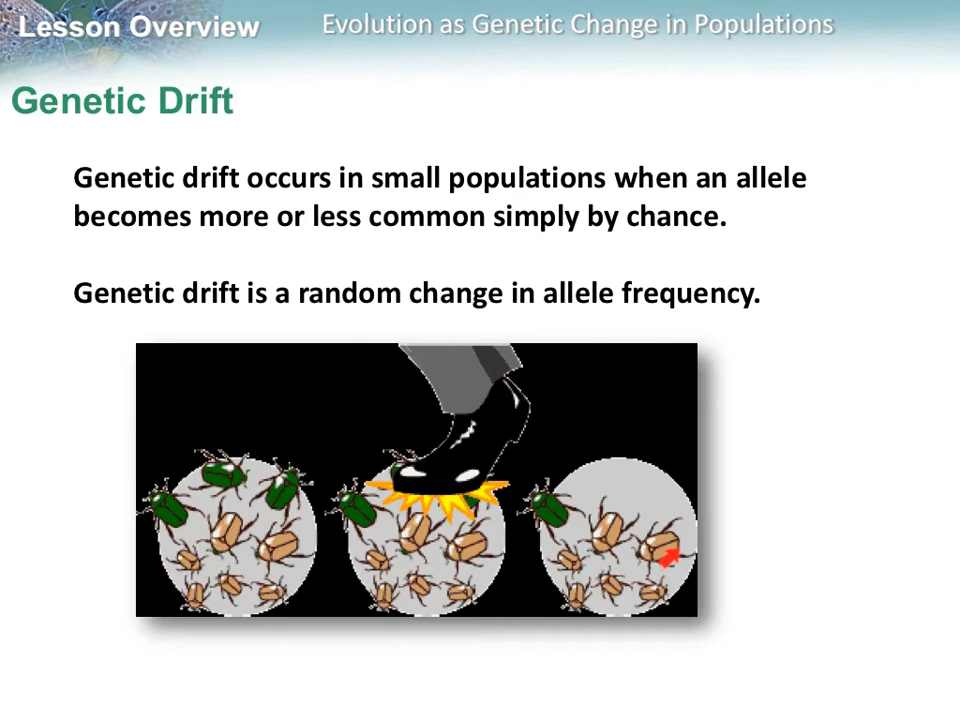 Lesson Overview
Evolution as Genetic Change in Populations
Genetic Drift
Genetic drift occurs in small populations when an allele
becomes more or less common simply by chance.
Genetic drift is a random change in allele frequency.